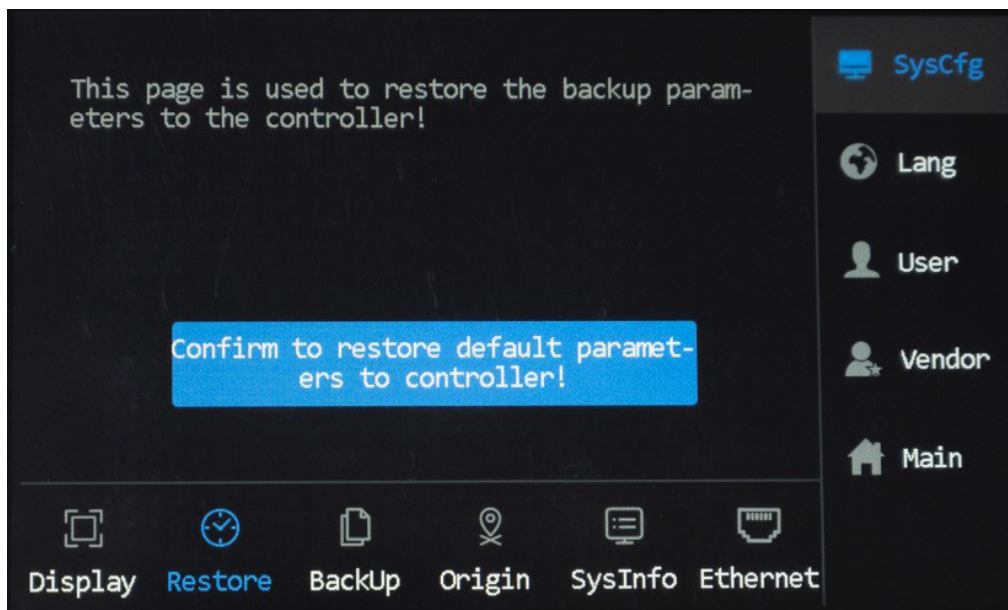 This page is used to restore the backup param-
eters to the controller!
Confirm to restore default paramet-
ers to controller!
SysCfg
Lang
User
Vendor
Main
Display
Restore
BackUp
Origin
SysInfo
Ethernet